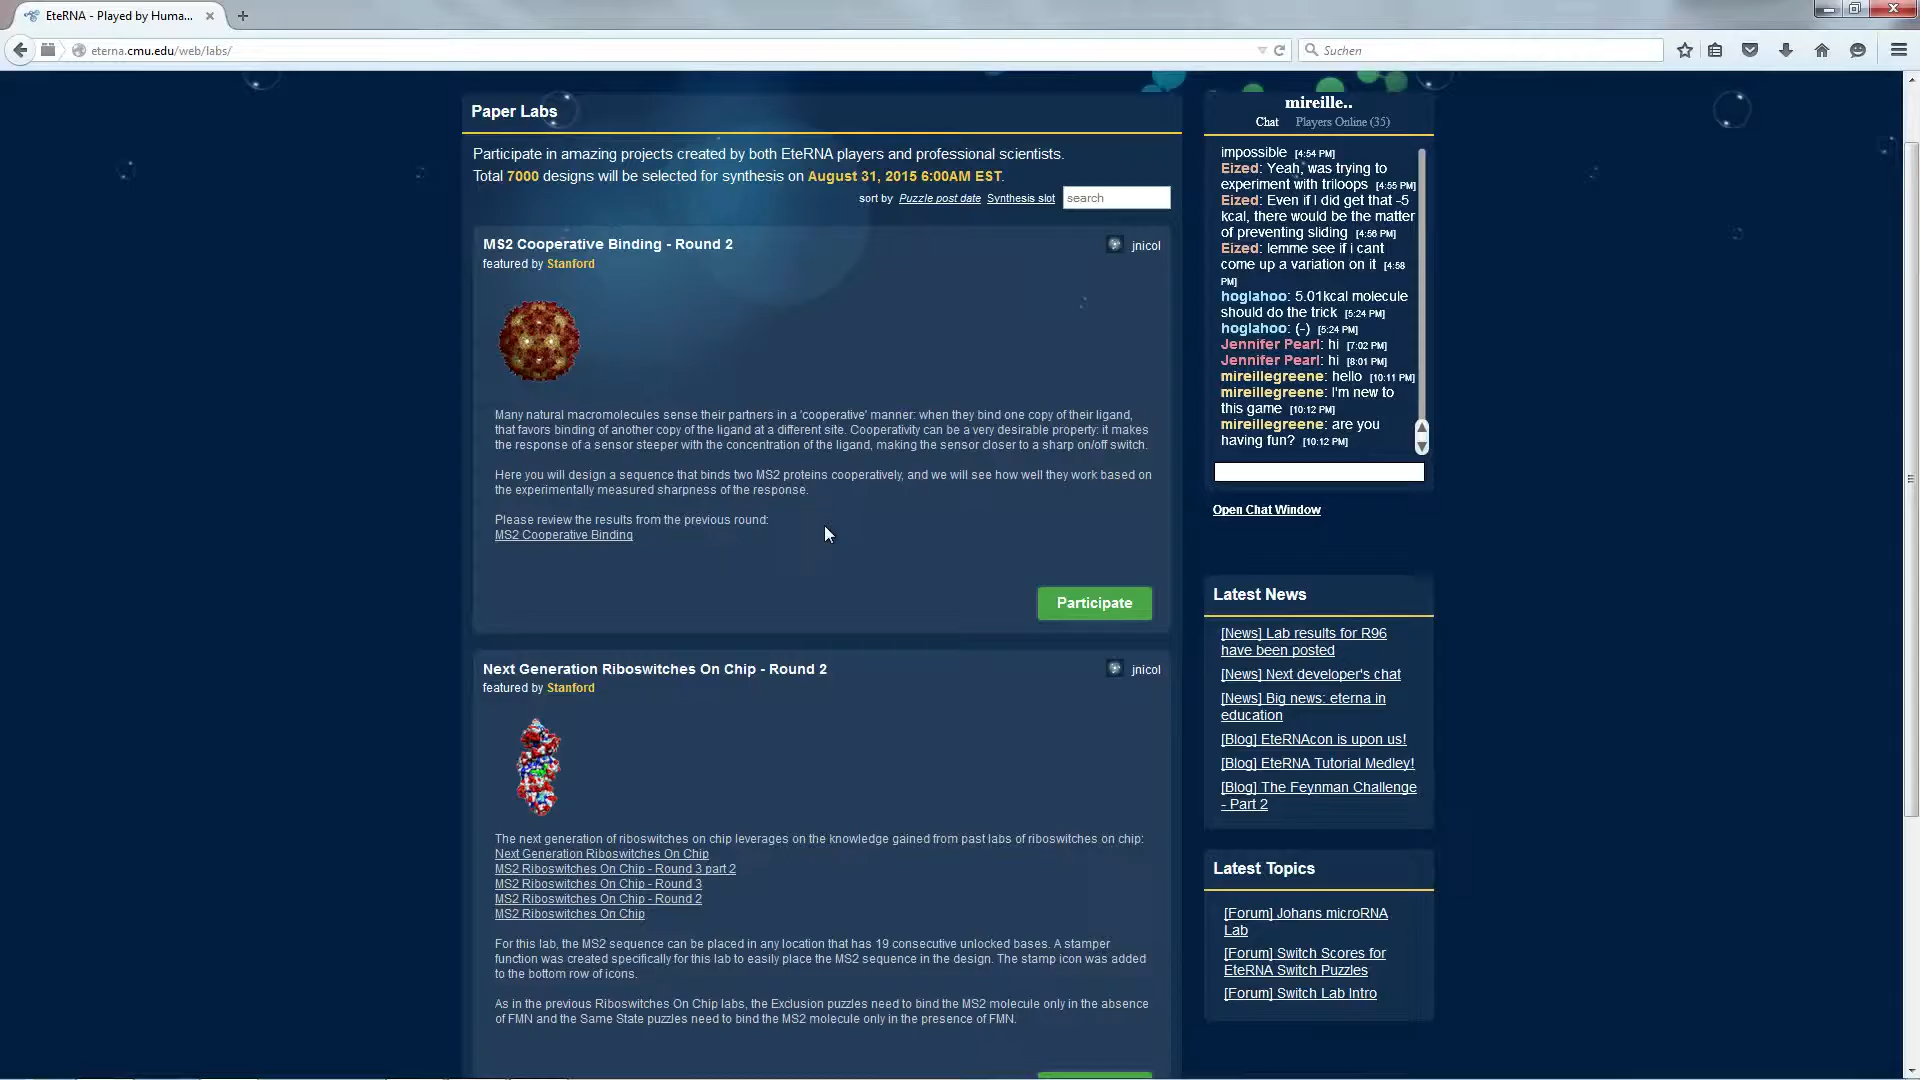 EteRNA - Played by Huma...
eterna.cmu.edu/web/labs/
Suchen
Paper Labs
Participate in amazing projects created by both EteRNA players and professional scientists.
Total 7000 designs will be selected for synthesis on August 31, 2015 6:00AM EST.
sort by Puzzle post date Synthesis slot search
MS2 Cooperative Binding - Round 2
jnicol
featured by Stanford
Many natural macromolecules sense their partners in a 'cooperative' manner: when they bind one copy of their ligand,
that favors binding of another copy of the ligand at a different site. Cooperativity can be a very desirable property: it makes
the response of a sensor steeper with the concentration of the ligand, making the sensor closer to a sharp on/off switch.
Here you will design a sequence that binds two MS2 proteins cooperatively, and we will see how well they work based on
the experimentally measured sharpness of the response.
Please review the results from the previous round:
MS2 Cooperative Binding
Participate
Next Generation Riboswitches On Chip - Round 2
jnicol
featured by Stanford
The next generation of riboswitches on chip leverages on the knowledge gained from past labs of riboswitches on chip:
Next Generation Riboswitches On Chip
MS2 Riboswitches On Chip - Round 3 part 2
MS2 Riboswitches On Chip - Round 3
MS2 Riboswitches On Chip - Round 2
MS2 Riboswitches On Chip
For this lab, the MS2 sequence can be placed in any location that has 19 consecutive unlocked bases. A stamper
function was created specifically for this lab to easily place the MS2 sequence in the design. The stamp icon was added
to the bottom row of icons.
As in the previous Riboswitches On Chip labs, the Exclusion puzzles need to bind the MS2 molecule only in the absence
of FMN and the Same State puzzles need to bind the MS2 molecule only in the presence of FMN.
mireille..
Chat Players Online (35)
impossible [4:54 PM]
Eized: Yeah, was trying to
experiment with triloops [4:55 PM]
Eized: Even if I did get that -5
kcal, there would be the matter
of preventing sliding [4:56 PM]
Eized: lemme see if i cant
come up a variation on it [4:58
PM]
hoglahoo: 5.01kcal molecule
should do the trick [5:24 PM]
hoglahoo: (-) [5:24 PM]
Jennifer Pearl: hi [7:02 PM]
Jennifer Pearl: hi [8:01 PM]
mireillegreene: hello [10:11 PM]
mireillegreene: I'm new to
this game [10:12 PM]
mireillegreene: are you
having fun? [10:12 PM]
Open Chat Window
Latest News
[News] Lab results for R96
have been posted
[News] Next developer's chat
[News] Big news: eterna in
education
[Blog] EteRNAcon is upon us!
[Blog] EteRNA Tutorial Medley!
[Blog] The Feynman Challenge
- Part 2
Latest Topics
[Forum] Johans microRNA
Lab
[Forum] Switch Scores for
EteRNA Switch Puzzles
[Forum] Switch Lab Intro